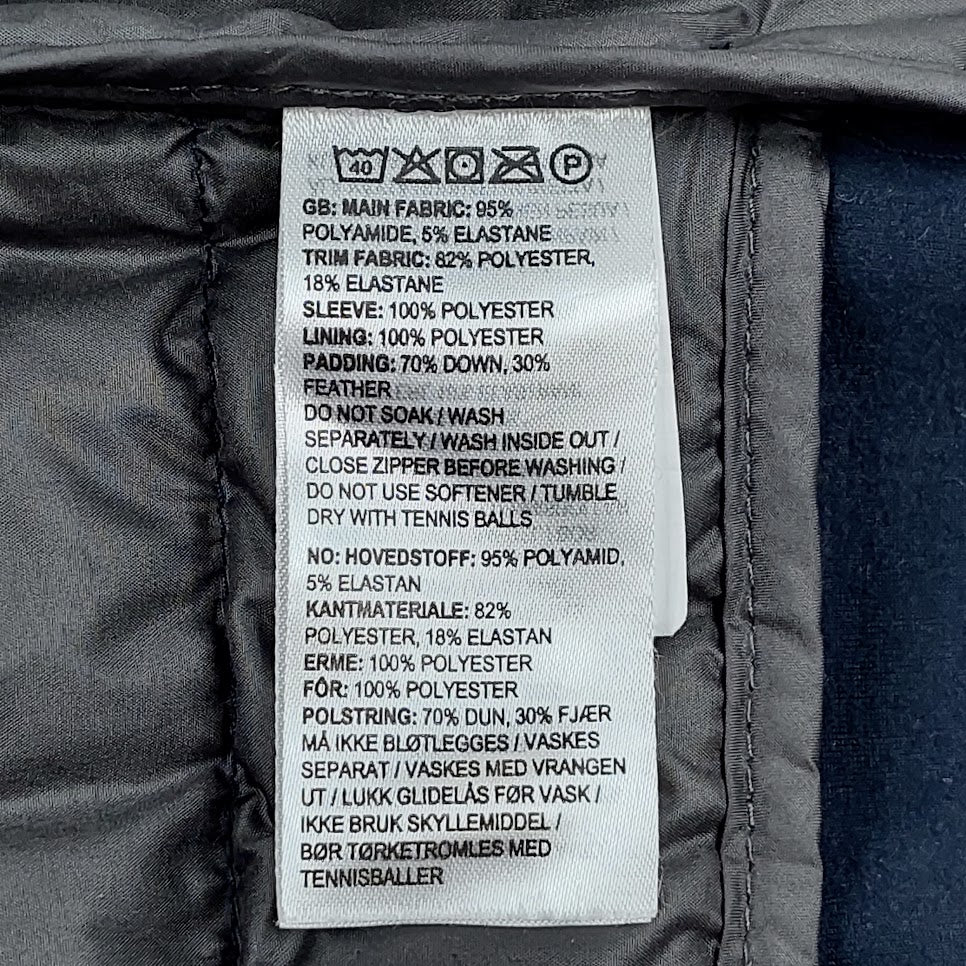 40 P
GB: MAIN FABRIC: 95%
POLYAMIDE, 5% ELASTANE
TRIM FABRIC: 82% POLYESTER,
18% ELASTANE
SLEEVE: 100% POLYESTER
LINING: 100% POLYESTER
PADDING: 70% DOWN, 30%
FEATHER
DO NOT SOAK / WASH
SEPARATELY / WASH INSIDE OUT /
CLOSE ZIPPER BEFORE WASHING /
DO NOT USE SOFTENER / TUMBLE
DRY WITH TENNIS BALLS
NO: HOVEDSTOFF: 95% POLYAMID,
5% ELASTAN
KANTMATERIALE: 82%
POLYESTER, 18% ELASTAN
ERME: 100% POLYESTER
FÔR: 100% POLYESTER
POLSTRING: 70% DUN, 30% FJÆR
MÅ IKKE BLØTLEGGES / VASKES
SEPARAT / VASKES MED VRANGEN
UT / LUKK GLIDELÅS FØR VASK /
IKKE BRUK SKYLLEMIDDEL /
BØR TØRKETROMLES MED
TENNISBALLER